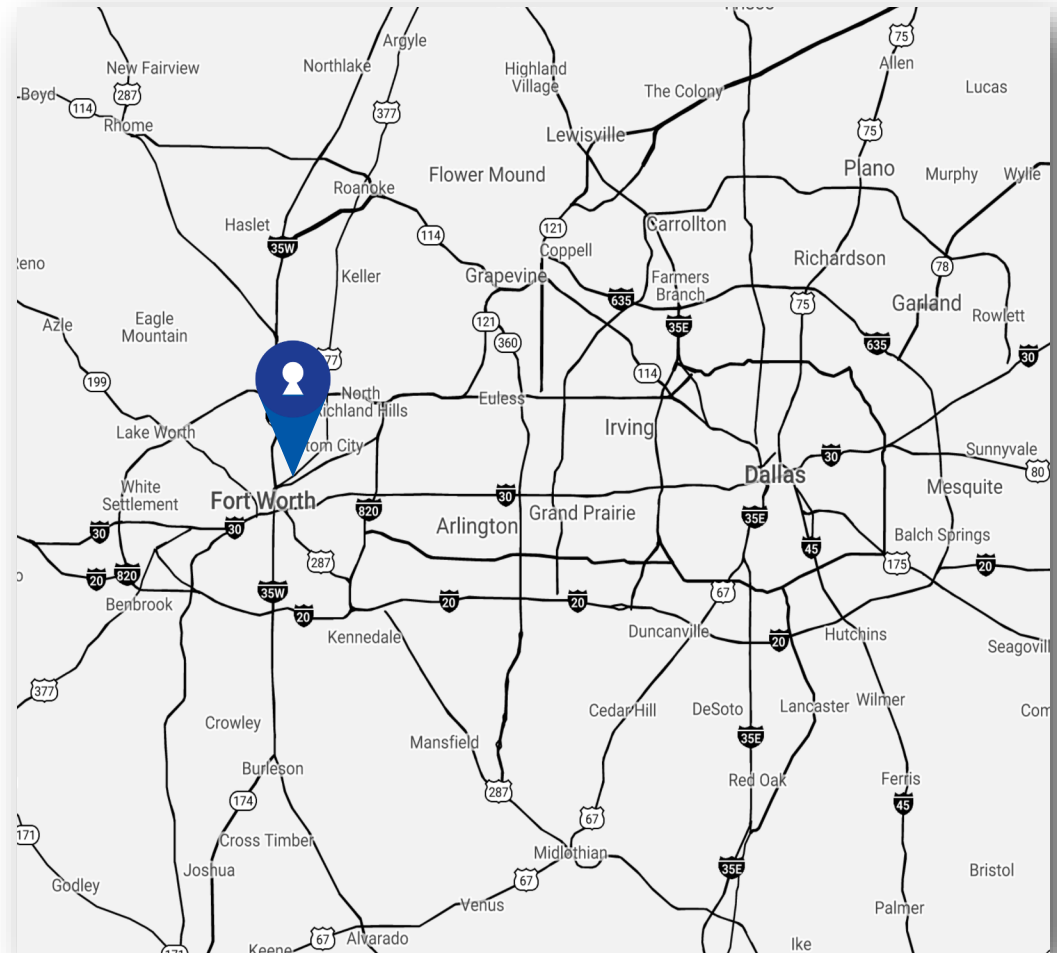 Argyle
75
New Fairview
Northlake
Highland
Village
Allen
Boyd
114
287
The Colony
Lucas
377
Rhome
Lewisville
75
Flower Mound
Plano
Murphy
Wylie
Roanoke
Haslet
35W
114
121
Carrollton
Coppell
Richardson
78
Keller
Grapevine
Farmers
Branch
635
75
Garland
Rowlett
Azle
Eagle
Mountain
121
360
35E
635
30
77
199
114
North
Richland Hills
Euless
Lake Worth
tom City
Irving
30
Sunnyvale
80
White
Settlement
Fort Worth
30
Dallas
Mesquite
820
Arlington
Grand Prairie
35E
30
30
45
Balch Springs
287
175
20
820
35W
20
Benbrook
20
20
20
67
Kennedale
Duncanville
20
Hutchins
Seagovill
377
Crowley
Cedar Hill
DeSoto
Lancaster
Wilmer
Mansfield
35E
Burleson
Red Oak
Ferris
174
287
45
171
67
Cross Timber
Midlothian
Joshua
35E
Godley
67
Bristol
Venus
Palmer
67
Alvarado
Keene
Ike
171